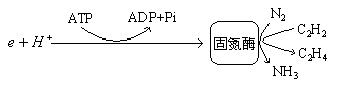 ATP ADP+Pi
N₂
C₂H₂
e + H⁺ 固氮酶
C₂H₄
NH₃